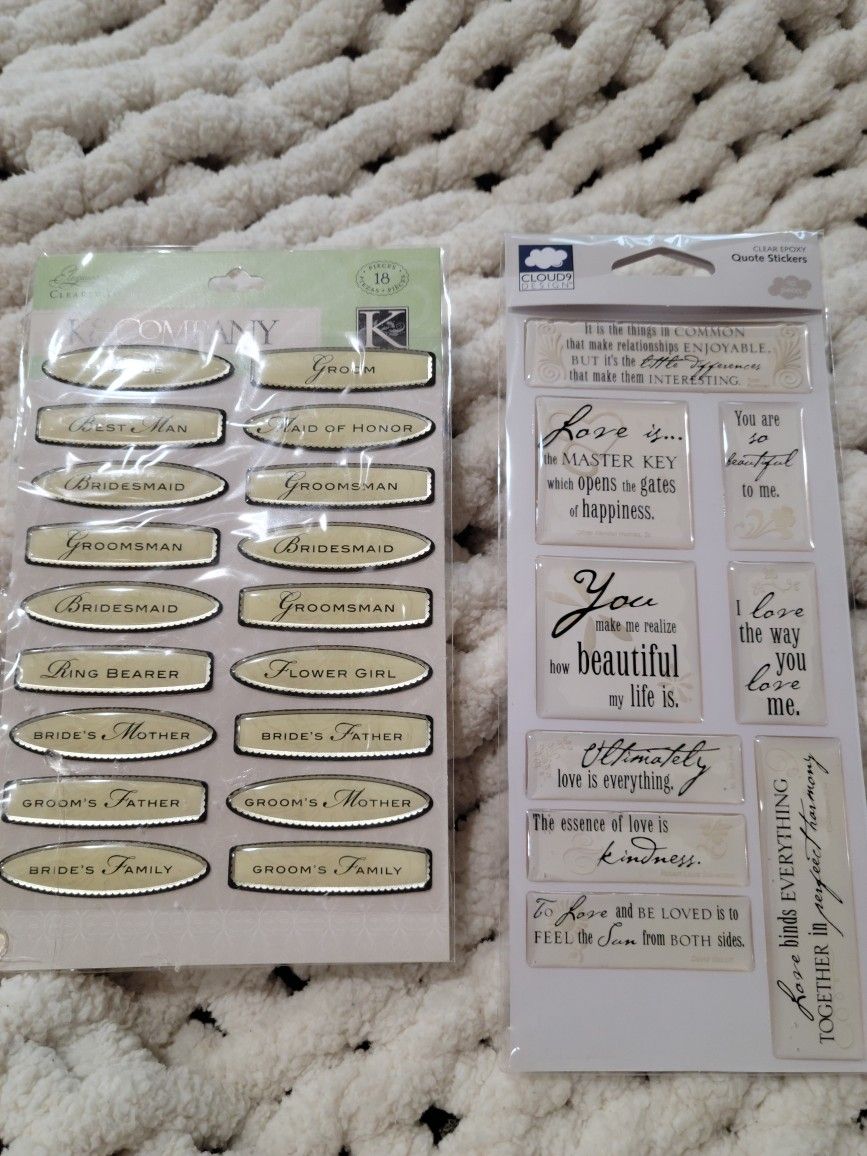 K & COMPANY
PIECES
18
PIEZAS • PIÈCES
K
GROOM
BEST MAN
MAID OF HONOR
BRIDESMAID
GROOMSMAN
GROOMSMAN
BRIDESMAID
BRIDESMAID
GROOMSMAN
RING BEARER
FLOWER GIRL
BRIDE'S MOTHER
BRIDE'S FATHER
GROOM'S FATHER
GROOM'S MOTHER
BRIDE'S FAMILY
GROOM'S FAMILY
CLOUD9
DESIGN
CLEAR EPOXY
Quote Stickers
It is the things in COMMON
that make relationships ENJOYABLE,
BUT it's the little differences
that make them INTERESTING.
Love is...
the MASTER KEY
which opens the gates
of happiness.
You are
so
beautiful
to me.
You
make me realize
how beautiful
my life is.
I love
the way
you
love
me.
Ultimately
love is everything.
The essence of love is
kindness.
To Love and BE LOVED is to
FEEL the Sun from BOTH sides.
Love binds EVERYTHING
TOGETHER in perfect harmony